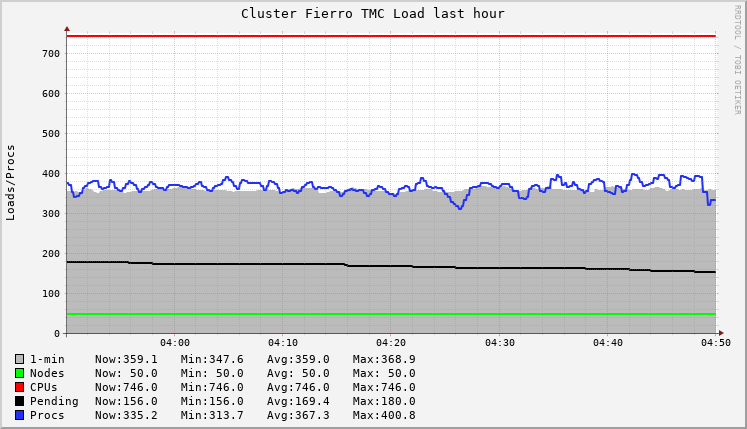 Cluster Fierro TMC Load last hour
RRDTOOL / TOBI OETIKER
Loads/Procs
700
600
500
400
300
200
100
0
04:00 04:10 04:20 04:30 04:40 04:50
1-min Now:359.1 Min:347.6 Avg:359.0 Max:368.9
Nodes Now: 50.0 Min: 50.0 Avg: 50.0 Max: 50.0
CPUs Now:746.0 Min:746.0 Avg:746.0 Max:746.0
Pending Now:156.0 Min:156.0 Avg:169.4 Max:180.0
Procs Now:335.2 Min:313.7 Avg:367.3 Max:400.8